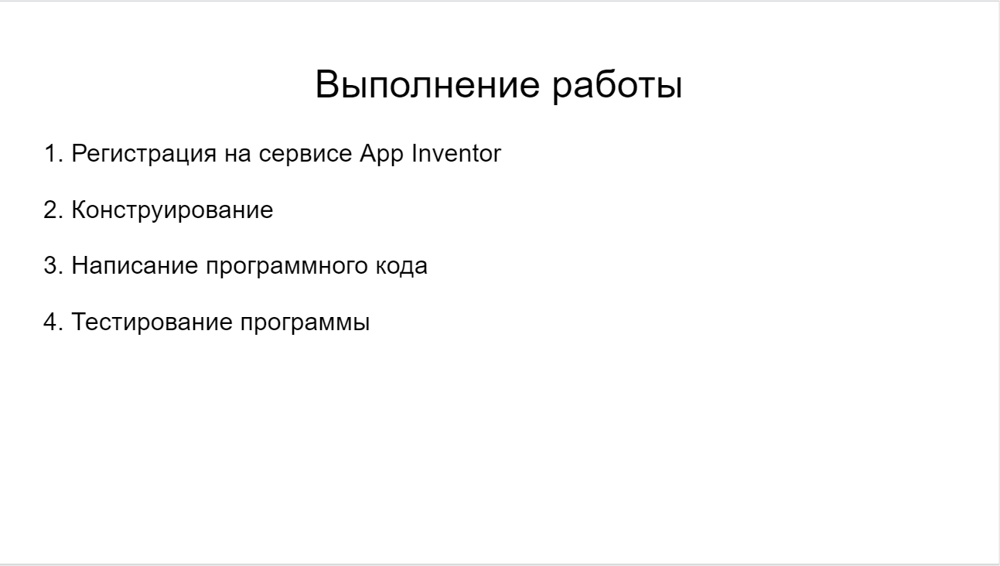 Выполнение работы
1. Регистрация на сервисе App Inventor
2. Конструирование
3. Написание программного кода
4. Тестирование программы